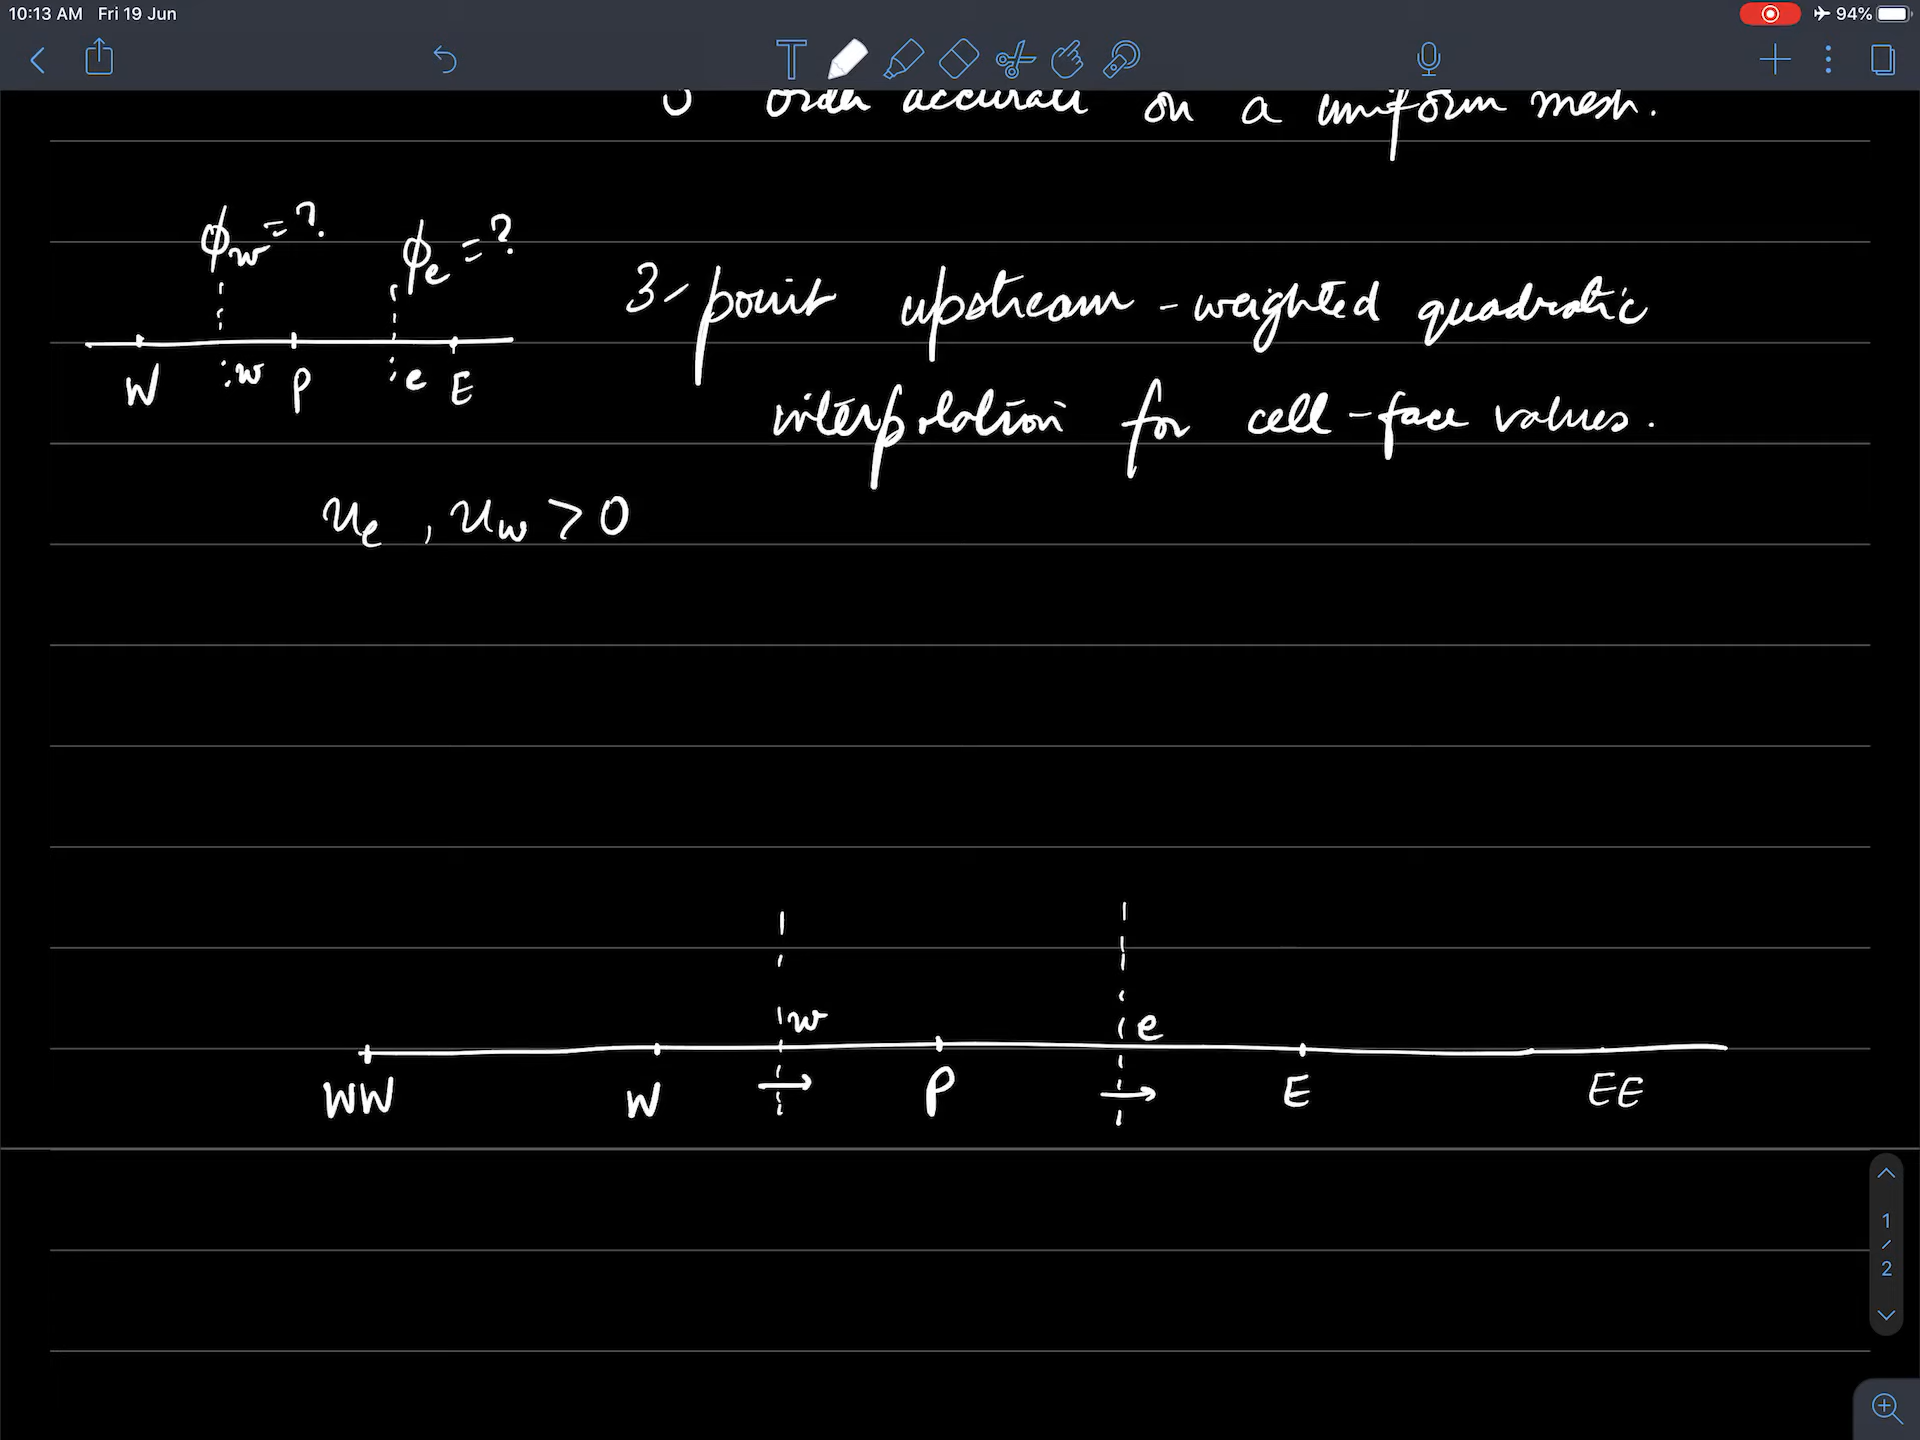 10:13 AM Fri 19 Jun 94%
T
order accurate on a uniform mesh.
ϕw = ? ϕe = ?
W w P e E
3-point upstream-weighted quadratic
interpolation for cell-face values.
ue , uw > 0
w e
WW W P E EE
1
/
2